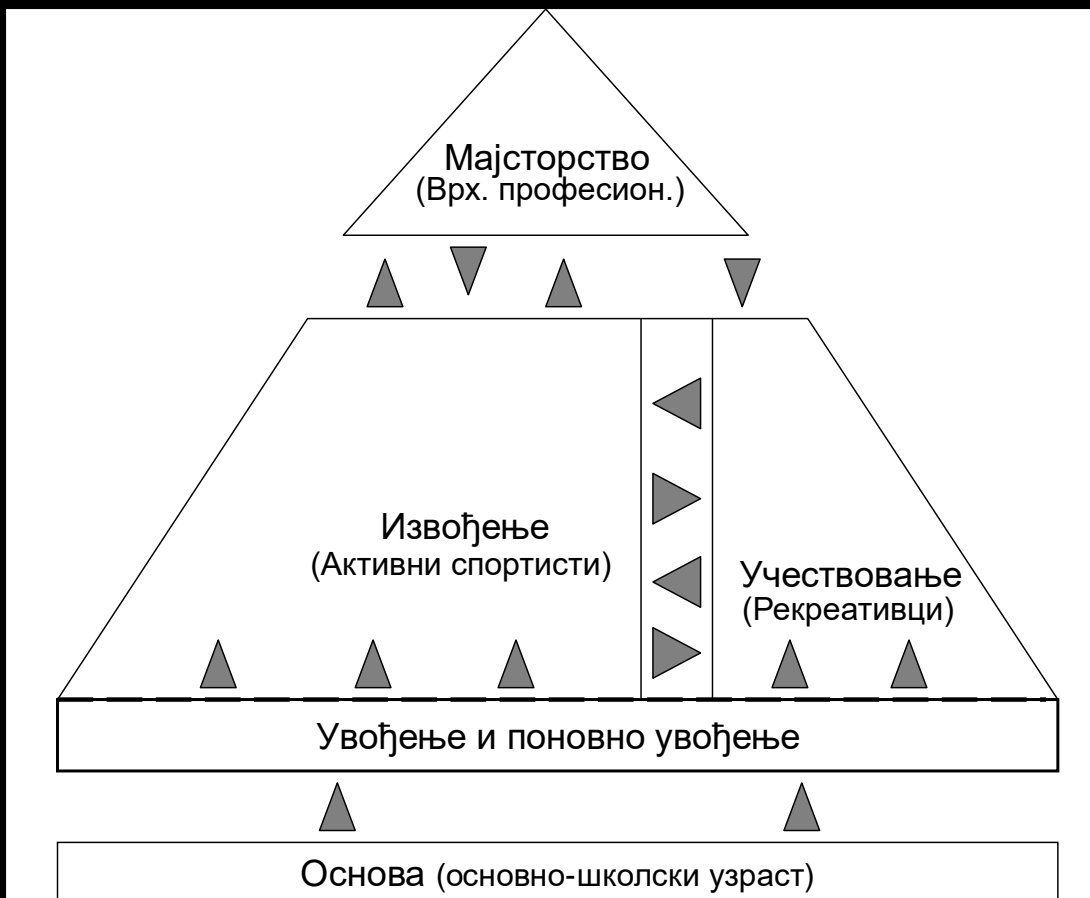 Мајсторство
(Врх. професион.)
Извођење
(Активни спортисти)
Учествовање
(Рекреативци)
Увођење и поновно увођење
Основа (основно-школски узраст)